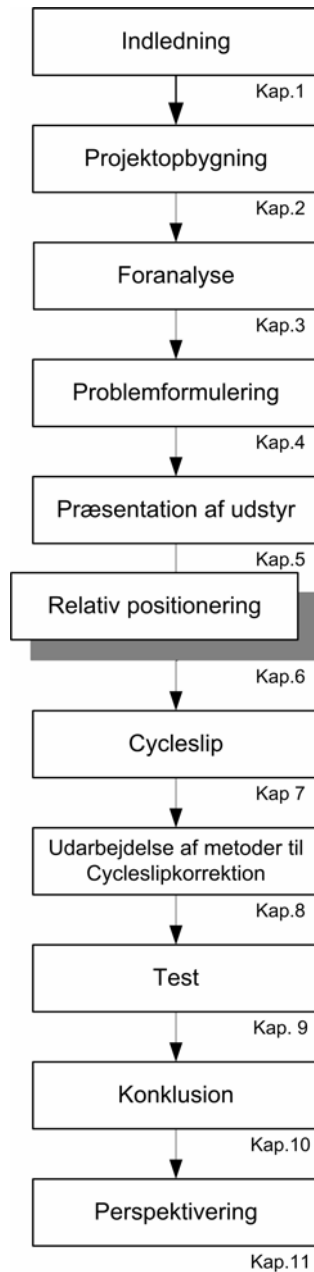 Indledning
Kap.1
Projektopbygning
Kap.2
Foranalyse
Kap.3
Problemformulering
Kap.4
Præsentation af udstyr
Kap.5
Relativ positionering
Kap.6
Cycleslip
Kap 7
Udarbejdelse af metoder til
Cycleslipkorrektion
Kap.8
Test
Kap. 9
Konklusion
Kap.10
Perspektivering
Kap.11